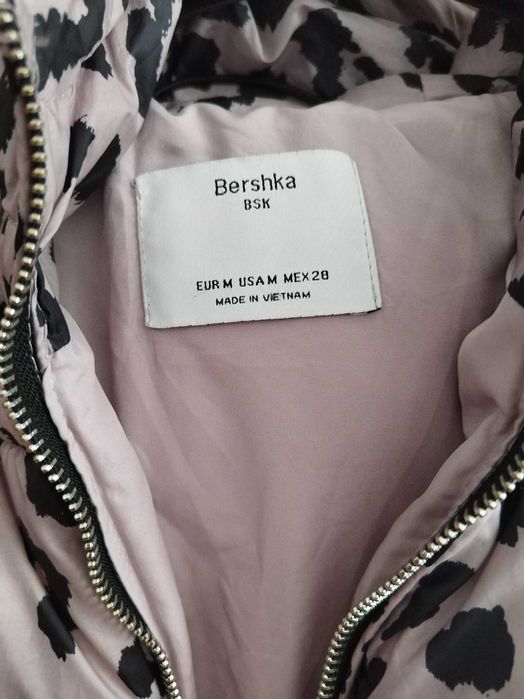 Bershka
BSK
EUR M USA M MEX 28
MADE IN VIETNAM